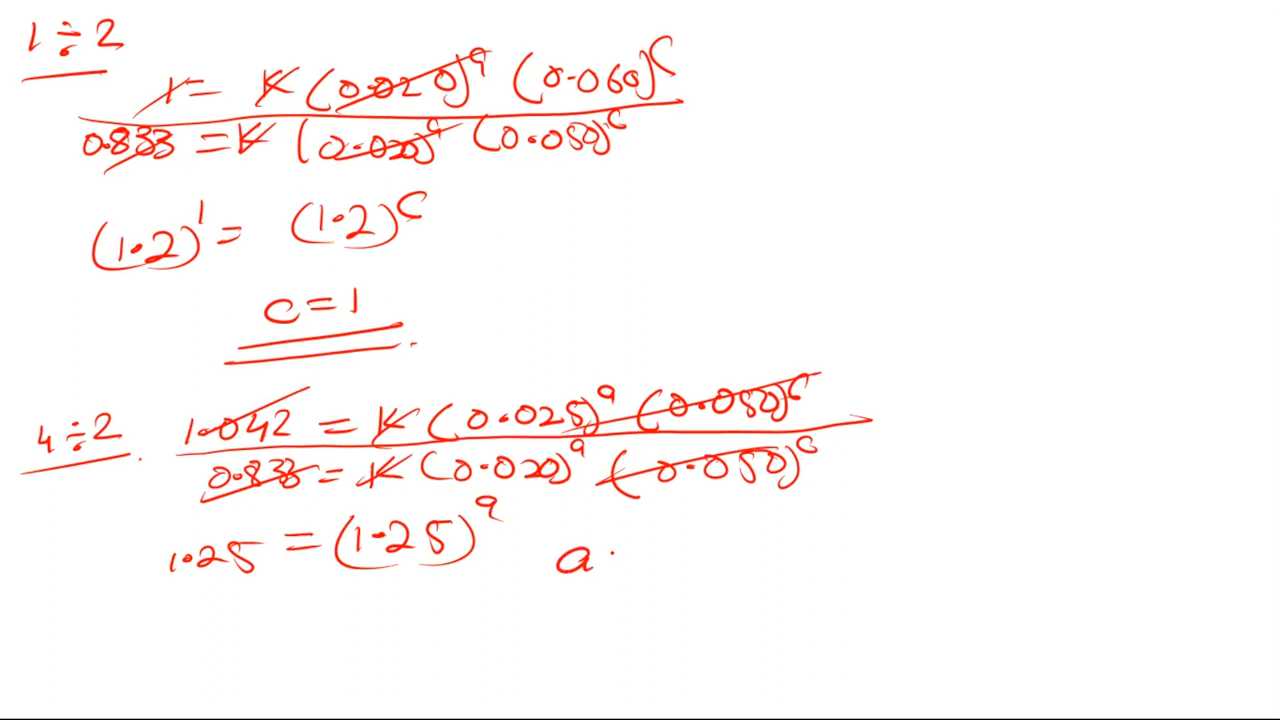 1 ÷ 2
1 = K (0.020)^a (0.060)^c
0.833 = K (0.020)^a (0.050)^c
(1.2)^1 = (1.2)^c
c = 1
4 ÷ 2 1.042 = K (0.025)^a (0.050)^c
0.833 = K (0.020)^a (0.050)^c
1.25 = (1.25)^a a